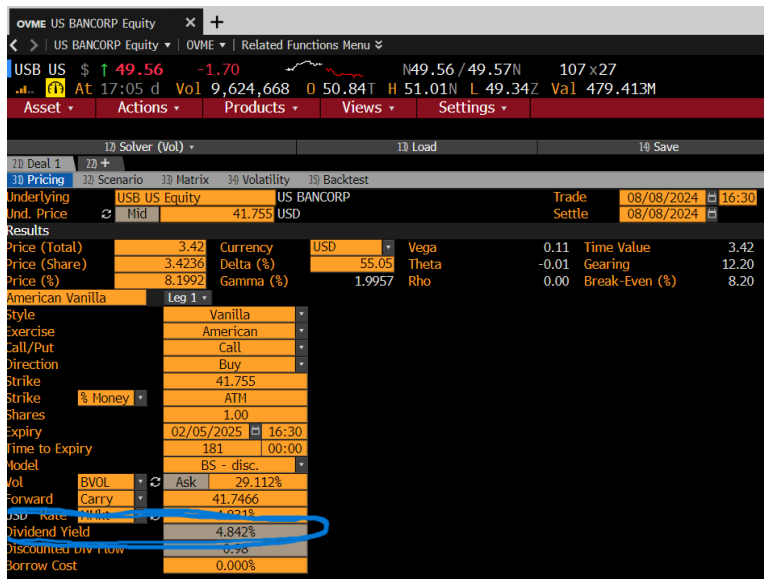 OVME US BANCORP Equity × +
< > US BANCORP Equity ▾ | OVME ▾ | Related Functions Menu
USB US $ ↑ 49.56 -1.70 N49.56/49.57N 107x27
At 17:05 d Vol 9,624,668 O 50.84T H 51.01N L 49.34Z Val 479.413M
Asset ▾ Actions ▾ Products ▾ Views ▾ Settings ▾
12) Solver (Vol) ▾ 13) Load 14) Save
21) Deal 1 22) +
31) Pricing 32) Scenario 33) Matrix 34) Volatility 35) Backtest
Underlying USB US Equity US BANCORP Trade 08/08/2024 16:30
Und. Price Mid 41.755 USD Settle 08/08/2024
Results
Price (Total) 3.42 Currency USD Vega 0.11 Time Value 3.42
Price (Share) 3.4236 Delta (%) 55.05 Theta -0.01 Gearing 12.20
Price (%) 8.1992 Gamma (%) 1.9957 Rho 0.00 Break-Even (%) 8.20
American Vanilla Leg 1 ▾
Style Vanilla
Exercise American
Call/Put Call
Direction Buy
Strike 41.755
Strike % Money ATM
Shares 1.00
Expiry 02/05/2025 16:30
Time to Expiry 181 00:00
Model BS - disc.
Vol BVOL Ask 29.112%
Forward Carry 41.7466
USD Rate MMkt
Dividend Yield 4.842%
Discounted Div Flow 0.98
Borrow Cost 0.000%